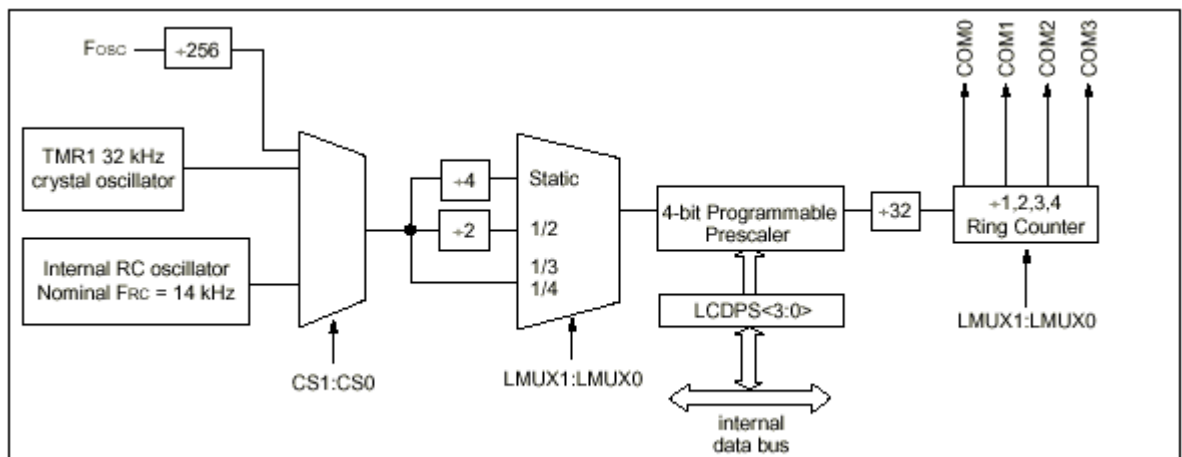 Fosc
÷256
COM0
COM1
COM2
COM3
TMR1 32 kHz
crystal oscillator
÷4
Static
÷2
1/2
1/3
1/4
4-bit Programmable
Prescaler
÷32
÷1,2,3,4
Ring Counter
Internal RC oscillator
Nominal FRC = 14 kHz
LCDPS<3:0>
CS1:CS0
LMUX1:LMUX0
LMUX1:LMUX0
internal
data bus